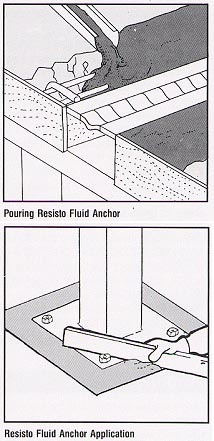 Pouring Resisto Fluid Anchor
Resisto Fluid Anchor Application